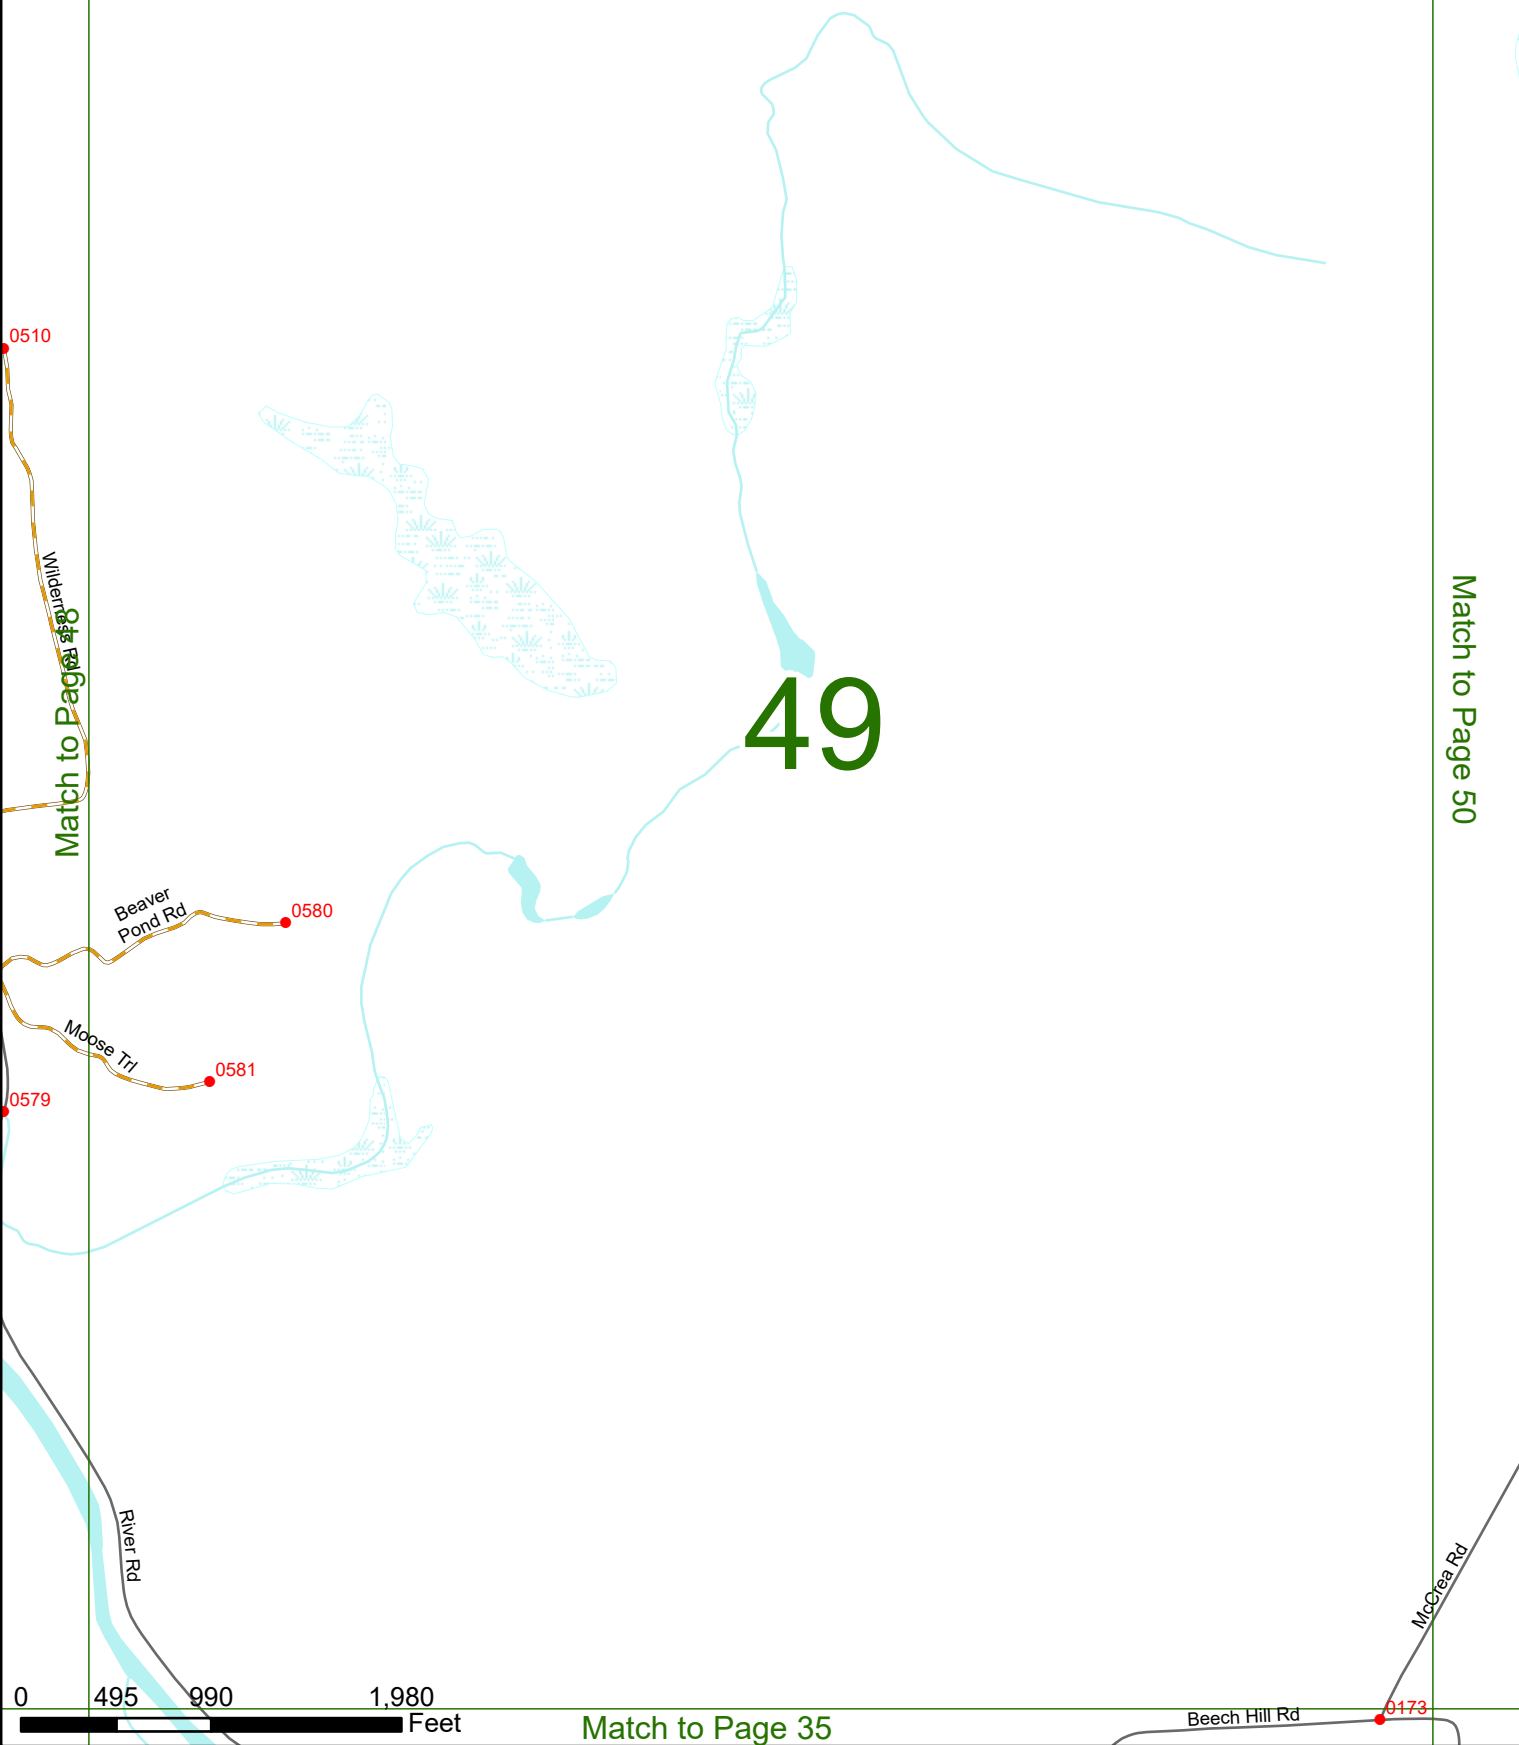 0510
Wilderness Rd
Match to Page 48
Match to Page 50
49
Beaver
Pond Rd
0580
Moose Trl
0581
0579
River Rd
McCrea Rd
0 495 990 1,980
Feet
Match to Page 35
Beech Hill Rd
0173